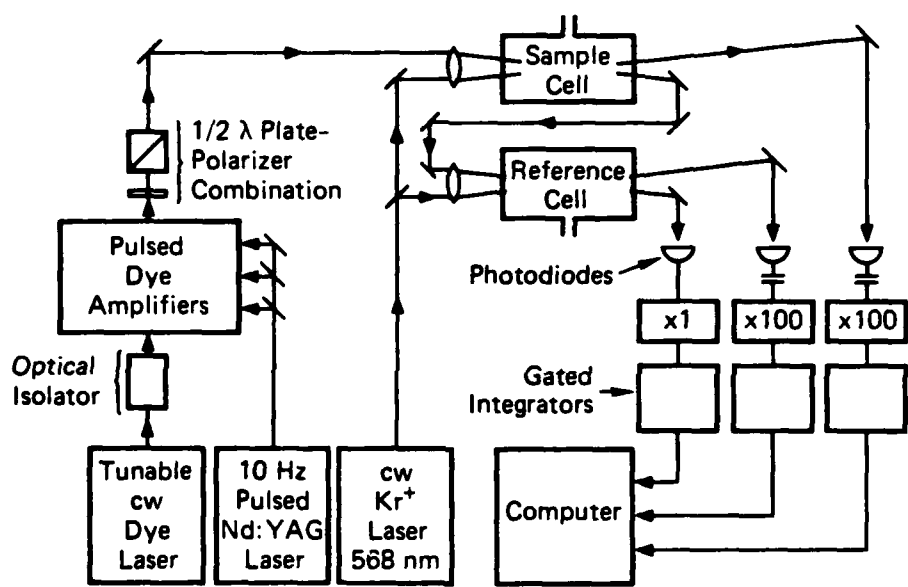 Sample
Cell
1/2 λ Plate-
Polarizer
Combination
Reference
Cell
Pulsed
Dye
Amplifiers
Photodiodes
x1
x100
x100
Optical
Isolator
Gated
Integrators
Tunable
cw
Dye
Laser
10 Hz
Pulsed
Nd:YAG
Laser
cw
Kr⁺
Laser
568 nm
Computer